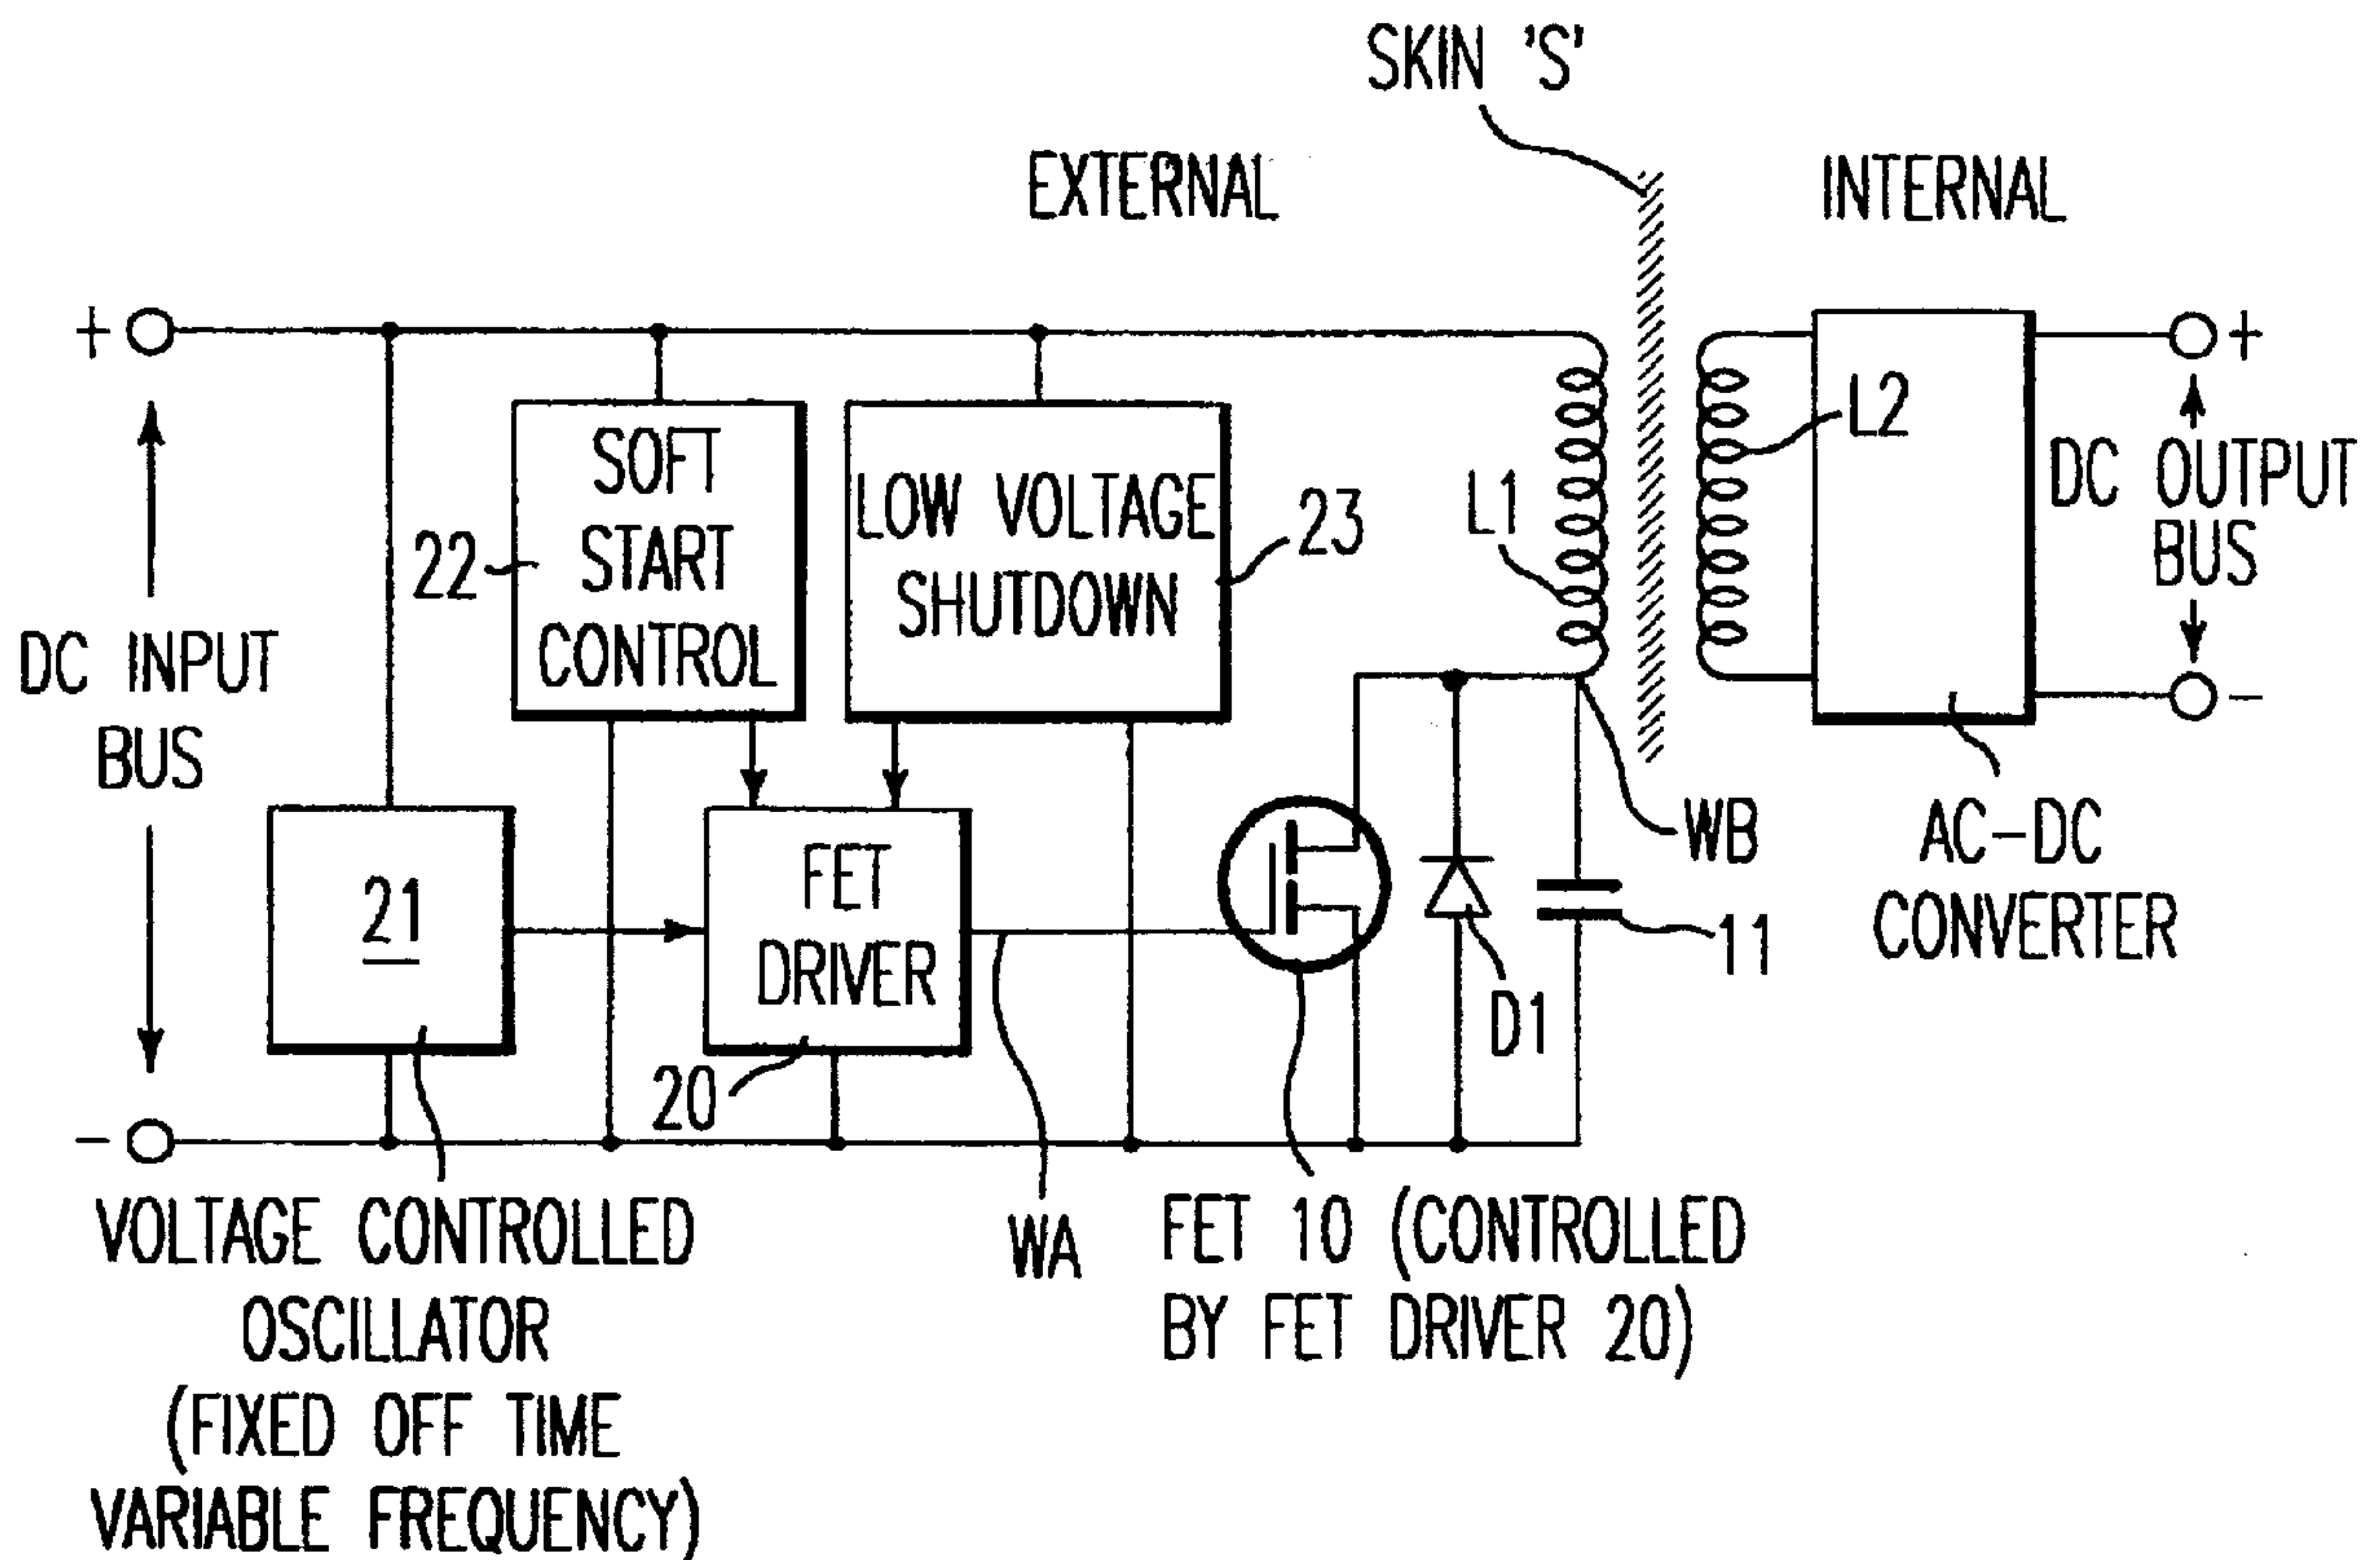 SKIN 'S'
EXTERNAL
INTERNAL
+
+
SOFT
START
CONTROL
22
LOW VOLTAGE
SHUTDOWN
23
L1
L2
DC OUTPUT
BUS
DC INPUT
BUS
-
WB
AC-DC
CONVERTER
21
FET
DRIVER
20
D1
11
-
VOLTAGE CONTROLLED
OSCILLATOR
(FIXED OFF TIME
VARIABLE FREQUENCY)
WA
FET 10 (CONTROLLED
BY FET DRIVER 20)